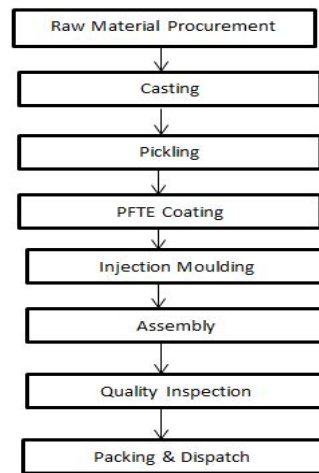 Raw Material Procurement
Casting
Pickling
PFTE Coating
Injection Moulding
Assembly
Quality Inspection
Packing & Dispatch